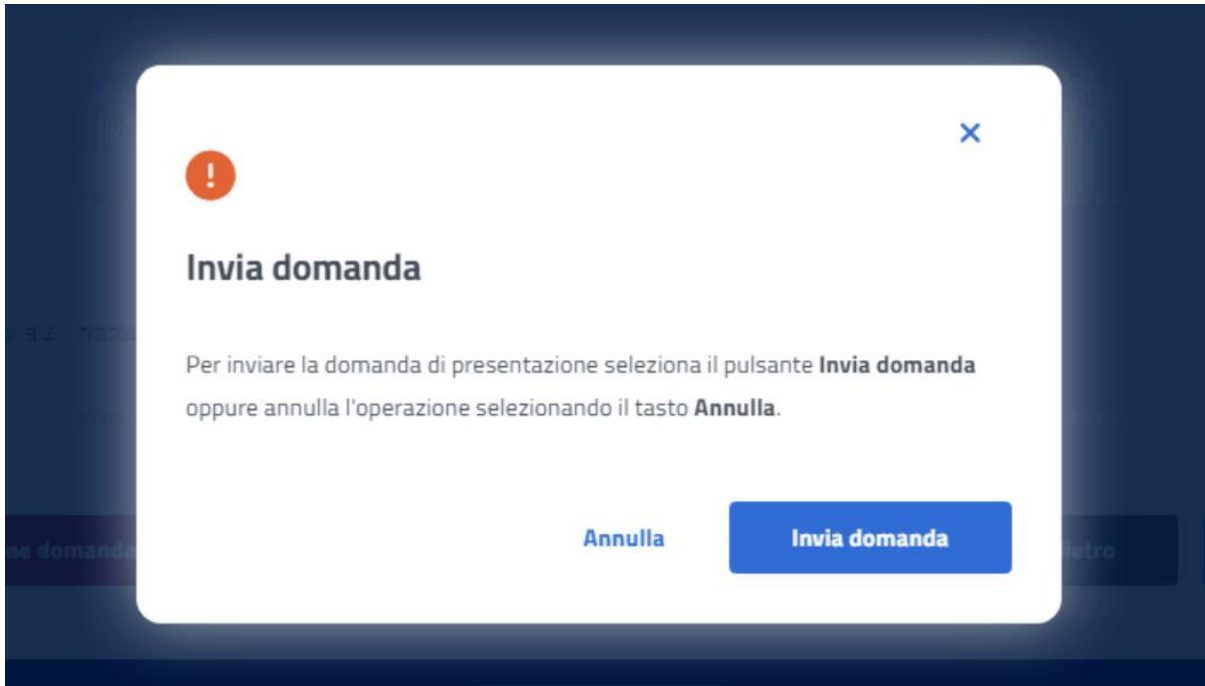 Invia domanda
Per inviare la domanda di presentazione seleziona il pulsante Invia domanda
oppure annulla l'operazione selezionando il tasto Annulla.
domanda
Annulla
Invia domanda